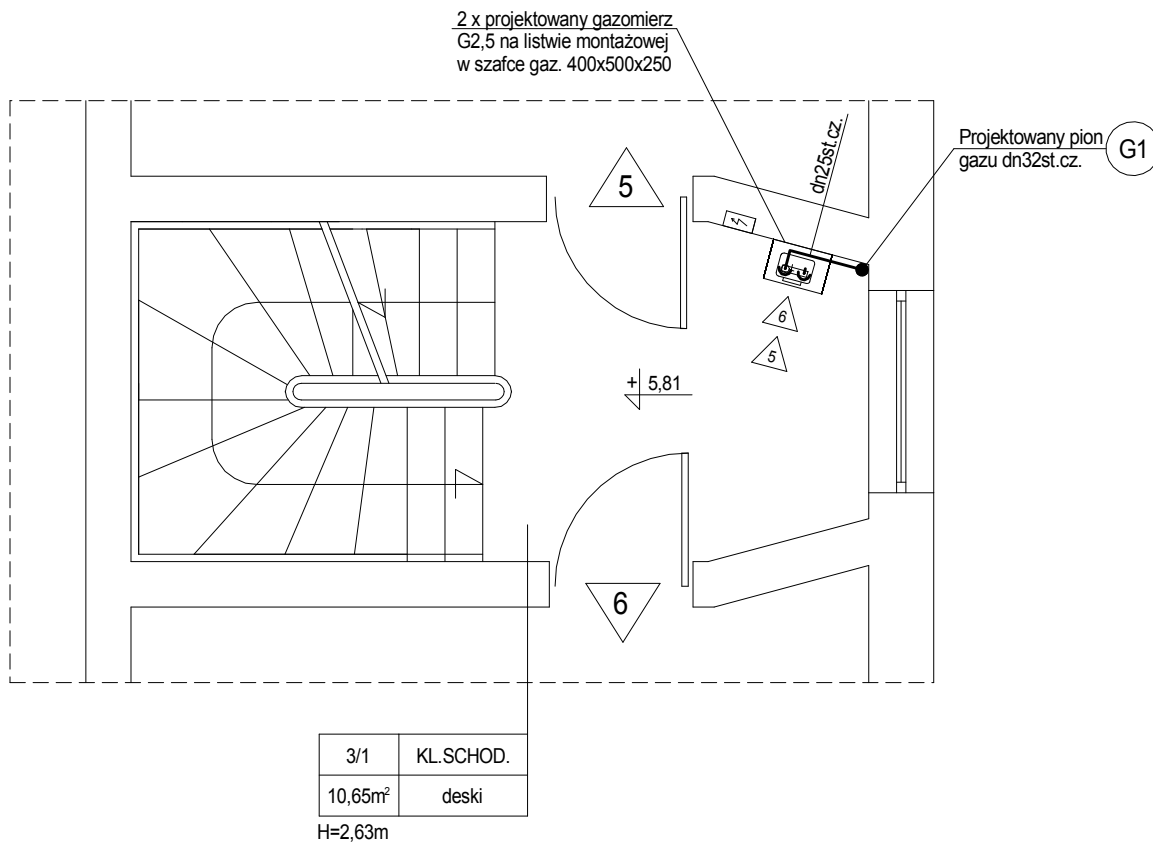 2 x projektowany gazomierz
G2,5 na listwie montażowej
w szafce gaz. 400x500x250
dn25st.cz.
Projektowany pion
gazu dn32st.cz.
G1
5
6
5
+ 5,81
6
3/1 KL.SCHOD.
10,65m² deski
H=2,63m